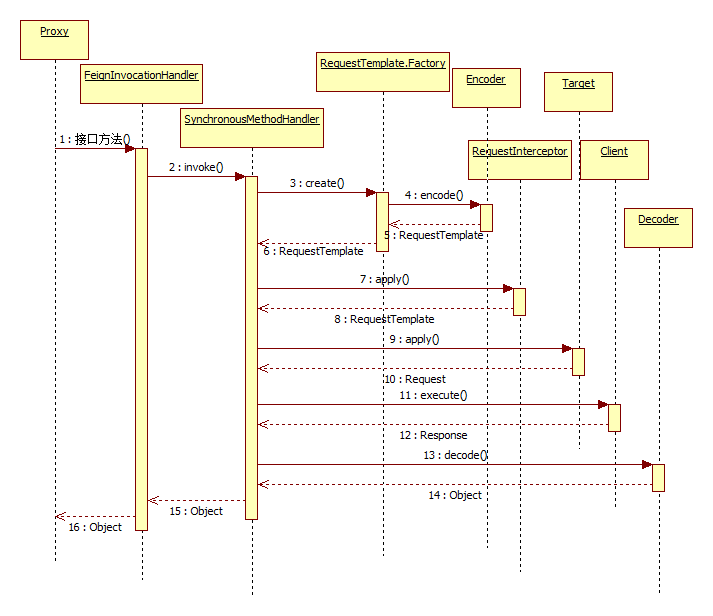 Proxy
FeignInvocationHandler
RequestTemplate.Factory
Encoder
Target
SynchronousMethodHandler
RequestInterceptor
Client
Decoder
1 : 接口方法()
2 : invoke()
3 : create()
4 : encode()
5 : RequestTemplate
6 : RequestTemplate
7 : apply()
8 : RequestTemplate
9 : apply()
10 : Request
11 : execute()
12 : Response
13 : decode()
14 : Object
15 : Object
16 : Object